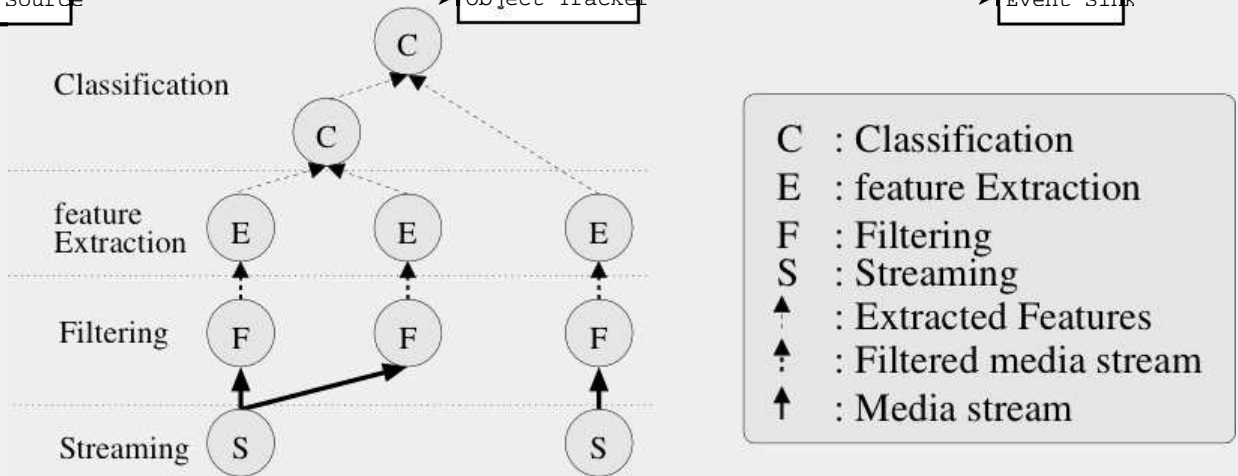 Source
Object Tracker
Event Sink
C
Classification
C
feature
Extraction
E
E
E
Filtering
F
F
F
Streaming
S
S
C : Classification
E : feature Extraction
F : Filtering
S : Streaming
: Extracted Features
: Filtered media stream
: Media stream